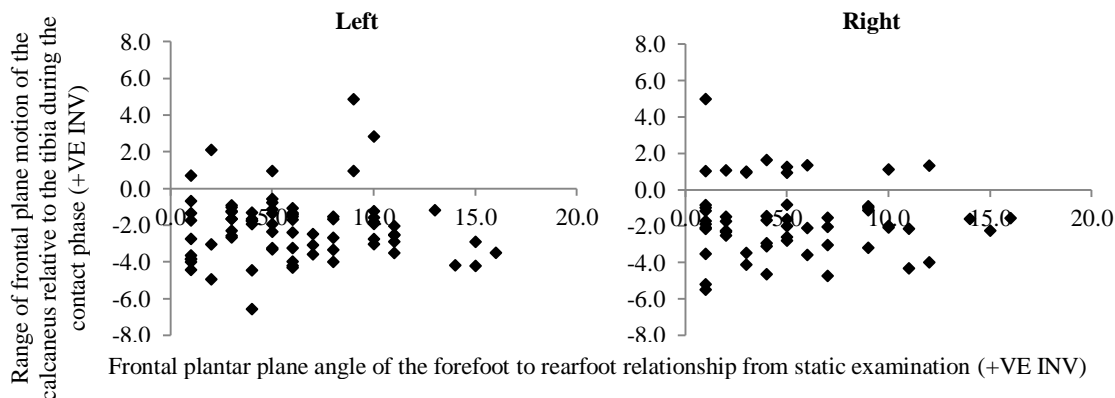 Range of frontal plane motion of the
calcaneus relative to the tibia during the
contact phase (+VE INV)
Left
8.0
6.0
4.0
2.0
0.0
-2.0
-4.0
-6.0
-8.0
0.0 5.0 10.0 15.0 20.0
Right
8.0
6.0
4.0
2.0
0.0
-2.0
-4.0
-6.0
-8.0
0.0 5.0 10.0 15.0 20.0
Frontal plantar plane angle of the forefoot to rearfoot relationship from static examination (+VE INV)